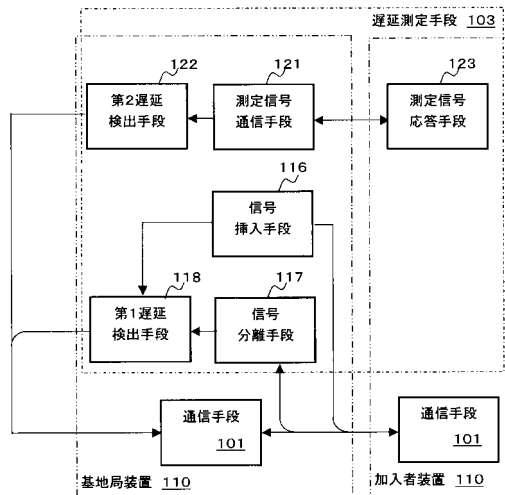 遅延測定手段 103
122
121
123
第2遅延
検出手段
測定信号
通信手段
測定信号
応答手段
116
信号
挿入手段
118
117
第1遅延
検出手段
信号
分離手段
通信手段
101
通信手段
101
基地局装置 110
加入者装置 110